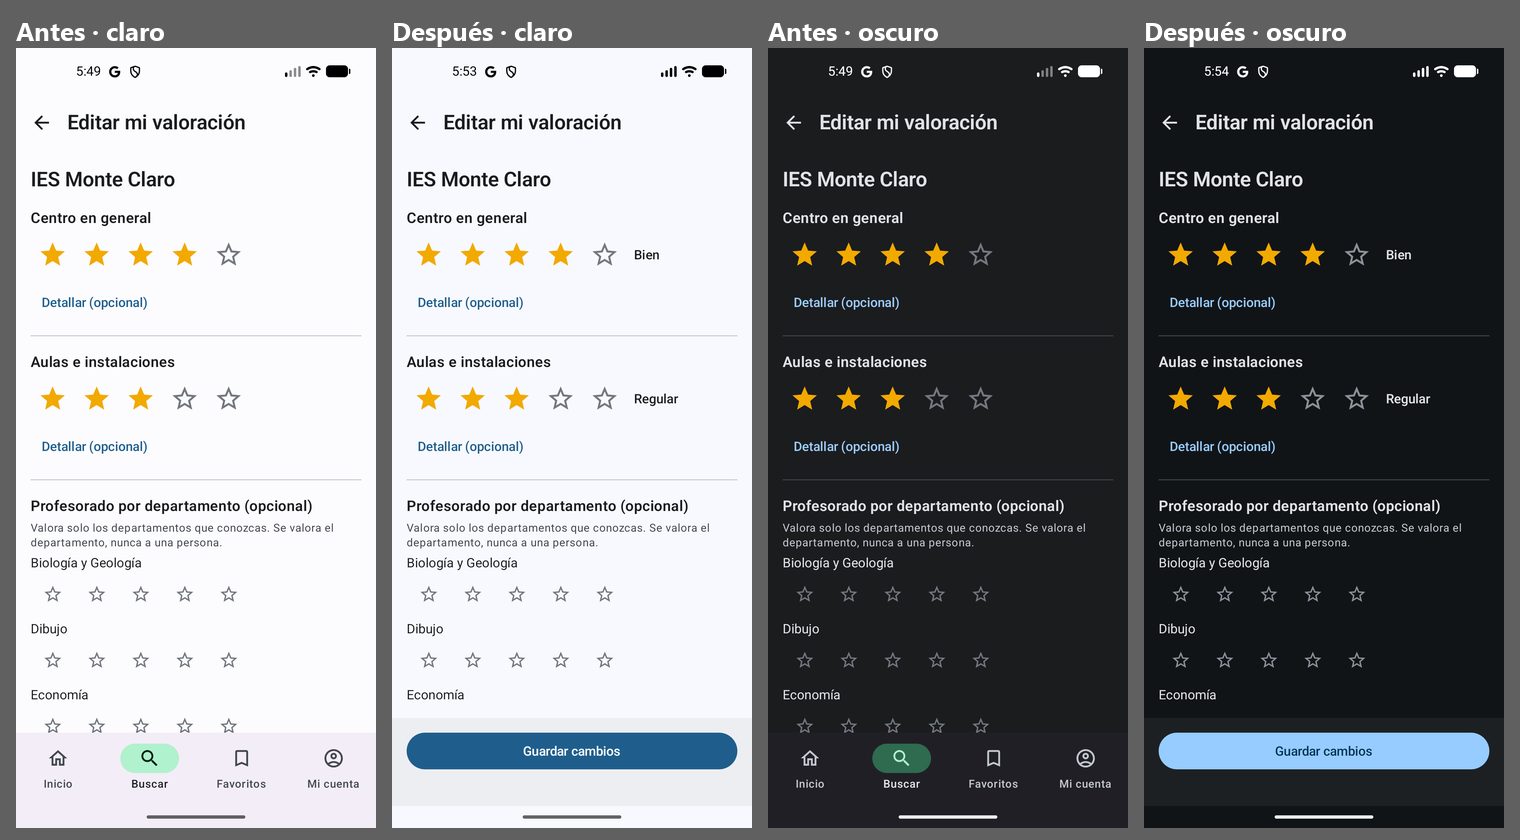 Antes · claro
5:49
Editar mi valoración
IES Monte Claro
Centro en general
Detallar (opcional)
Aulas e instalaciones
Detallar (opcional)
Profesorado por departamento (opcional)
Valora solo los departamentos que conozcas. Se valora el
departamento, nunca a una persona.
Biología y Geología
Dibujo
Economía
Inicio
Buscar
Favoritos
Mi cuenta
Después · claro
5:53
Editar mi valoración
IES Monte Claro
Centro en general
Bien
Detallar (opcional)
Aulas e instalaciones
Regular
Detallar (opcional)
Profesorado por departamento (opcional)
Valora solo los departamentos que conozcas. Se valora el
departamento, nunca a una persona.
Biología y Geología
Dibujo
Economía
Guardar cambios
Antes · oscuro
5:49
Editar mi valoración
IES Monte Claro
Centro en general
Detallar (opcional)
Aulas e instalaciones
Detallar (opcional)
Profesorado por departamento (opcional)
Valora solo los departamentos que conozcas. Se valora el
departamento, nunca a una persona.
Biología y Geología
Dibujo
Economía
Inicio
Buscar
Favoritos
Mi cuenta
Después · oscuro
5:54
Editar mi valoración
IES Monte Claro
Centro en general
Bien
Detallar (opcional)
Aulas e instalaciones
Regular
Detallar (opcional)
Profesorado por departamento (opcional)
Valora solo los departamentos que conozcas. Se valora el
departamento, nunca a una persona.
Biología y Geología
Dibujo
Economía
Guardar cambios